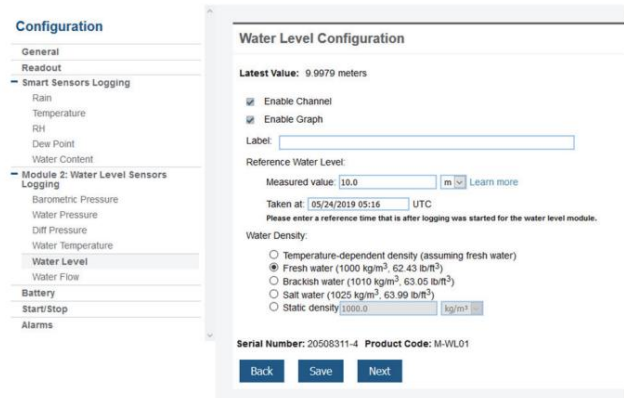 Configuration
General
Readout
Smart Sensors Logging
Rain
Temperature
RH
Dew Point
Water Content
Module 2: Water Level Sensors
Logging
Barometric Pressure
Water Pressure
Diff Pressure
Water Temperature
Water Level
Water Flow
Battery
Start/Stop
Alarms
Water Level Configuration
Latest Value: 9.9979 meters
Enable Channel
Enable Graph
Label:
Reference Water Level:
Measured value: 10.0 m Learn more
Taken at: 05/24/2019 05:16 UTC
Please enter a reference time that is after logging was started for the water level module.
Water Density:
Temperature-dependent density (assuming fresh water)
Fresh water (1000 kg/m³, 62.43 lb/ft³)
Brackish water (1010 kg/m³, 63.05 lb/ft³)
Salt water (1025 kg/m³, 63.99 lb/ft³)
Static density 1000.0 kg/m³
Serial Number: 20508311-4 Product Code: M-WL01
Back Save Next